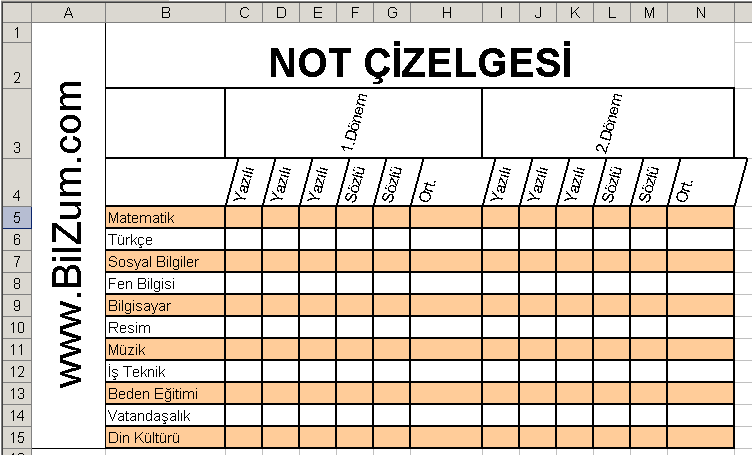 A B C D E F G H I J K L M N
1
2 NOT ÇİZELGESİ
www.BilZum.com
3 1.Dönem 2.Dönem
4 Yazılı Yazılı Yazılı Sözlü Sözlü Ort. Yazılı Yazılı Yazılı Sözlü Sözlü Ort.
5 Matematik
6 Türkçe
7 Sosyal Bilgiler
8 Fen Bilgisi
9 Bilgisayar
10 Resim
11 Müzik
12 İş Teknik
13 Beden Eğitimi
14 Vatandaşalık
15 Din Kültürü